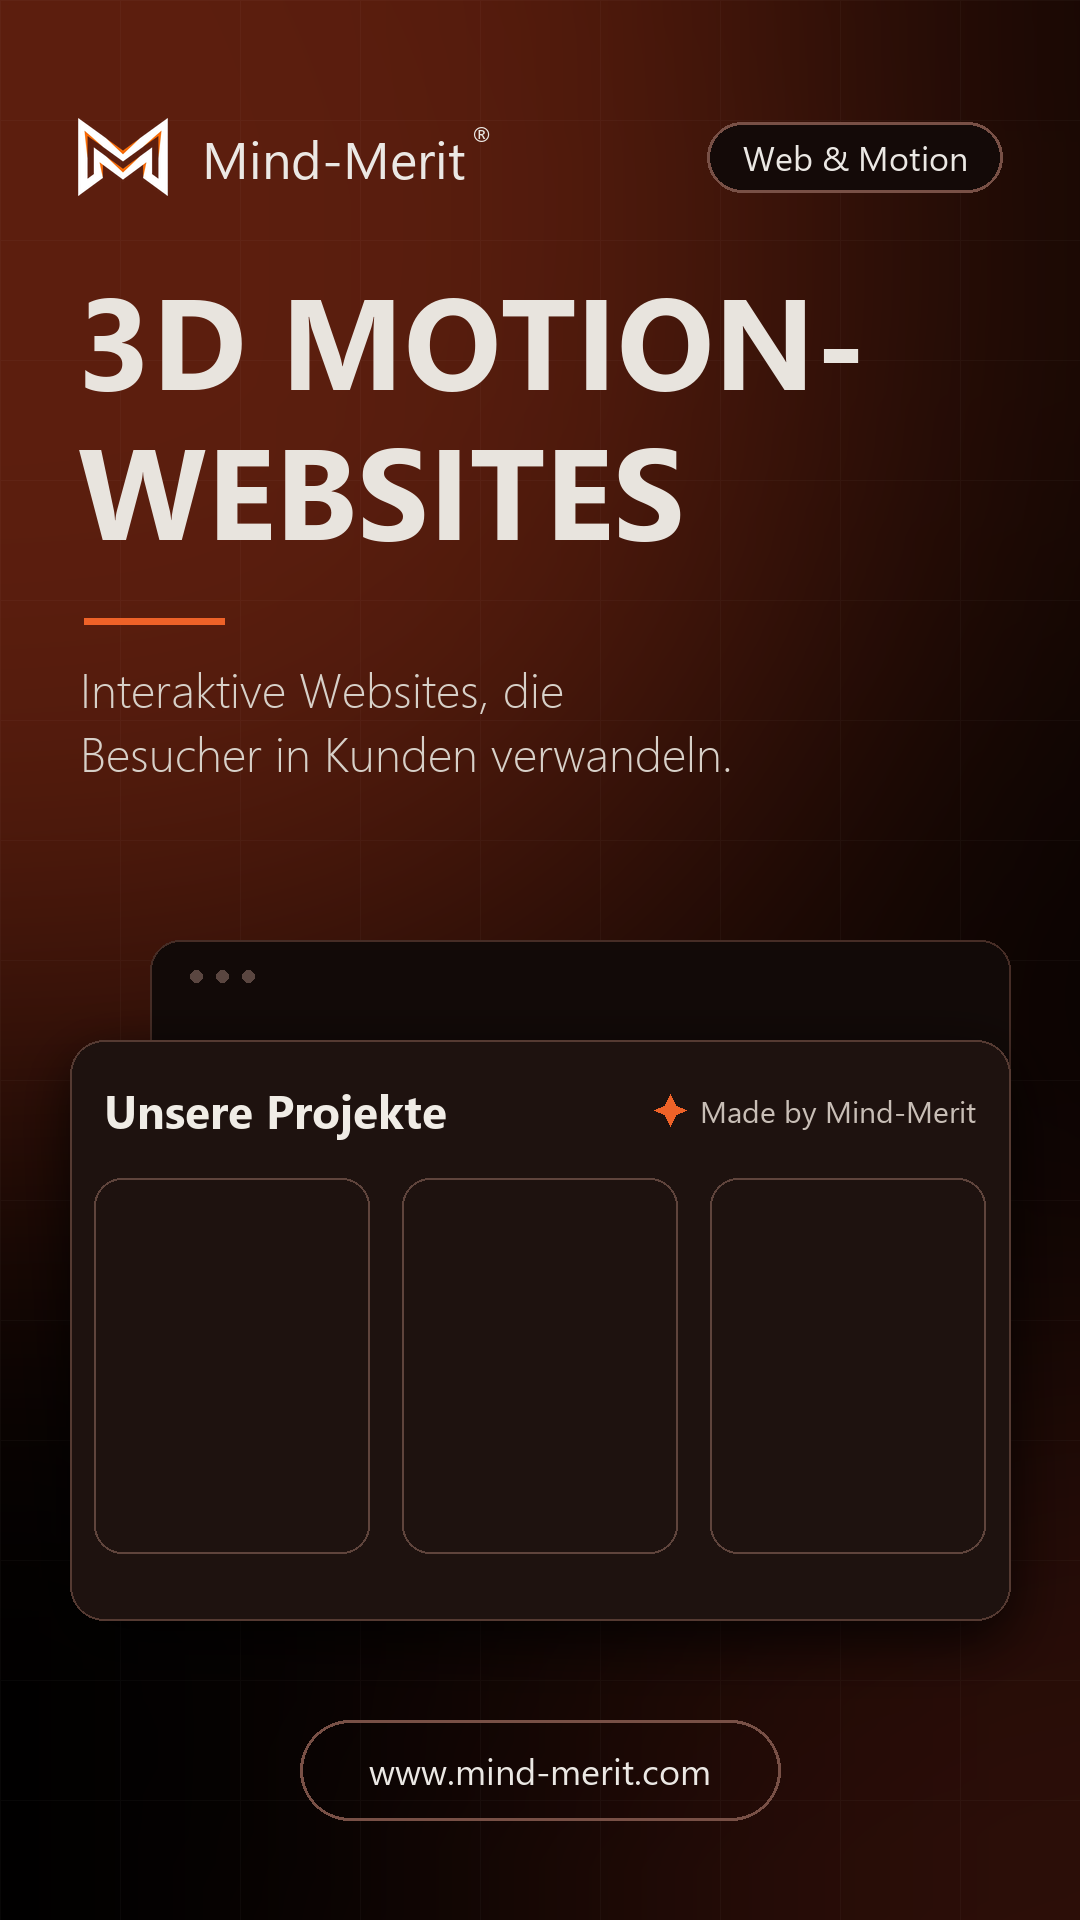 Mind-Merit®
Web & Motion
3D MOTION-
WEBSITES
Interaktive Websites, die
Besucher in Kunden verwandeln.
Unsere Projekte
Made by Mind-Merit
www.mind-merit.com